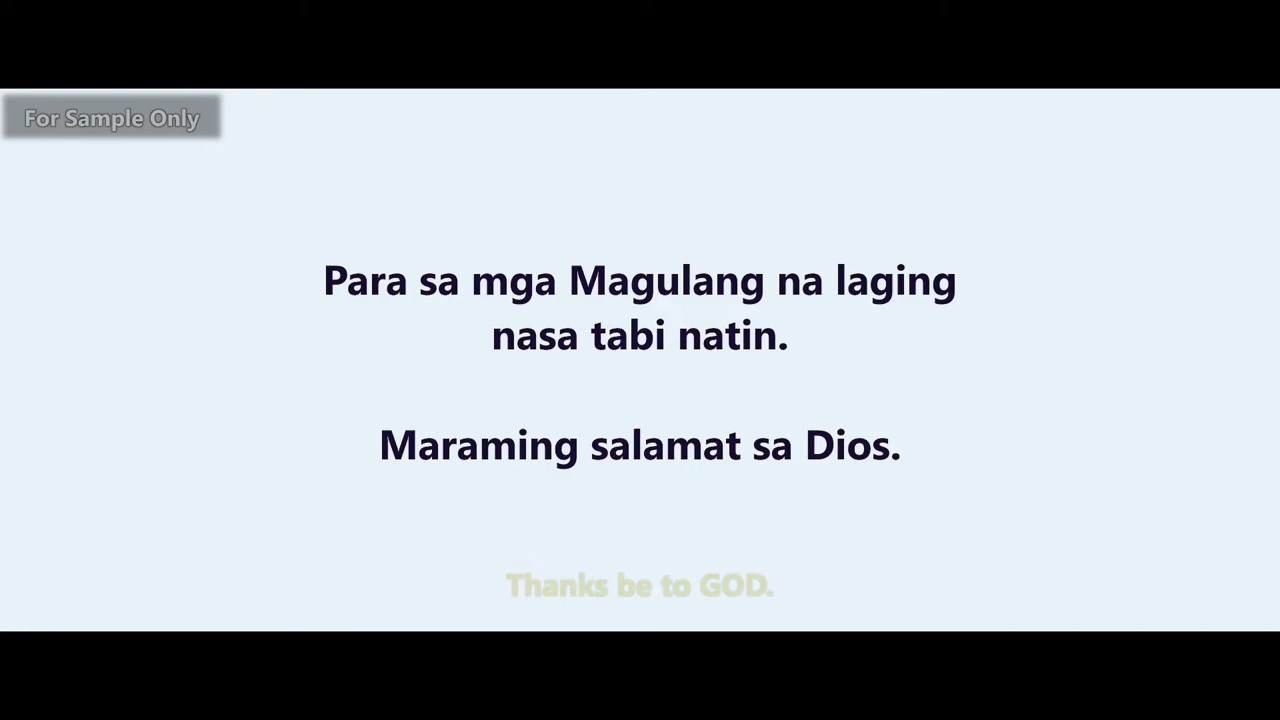 For Sample Only
Para sa mga Magulang na laging
nasa tabi natin.
Maraming salamat sa Dios.
Thanks be to GOD.